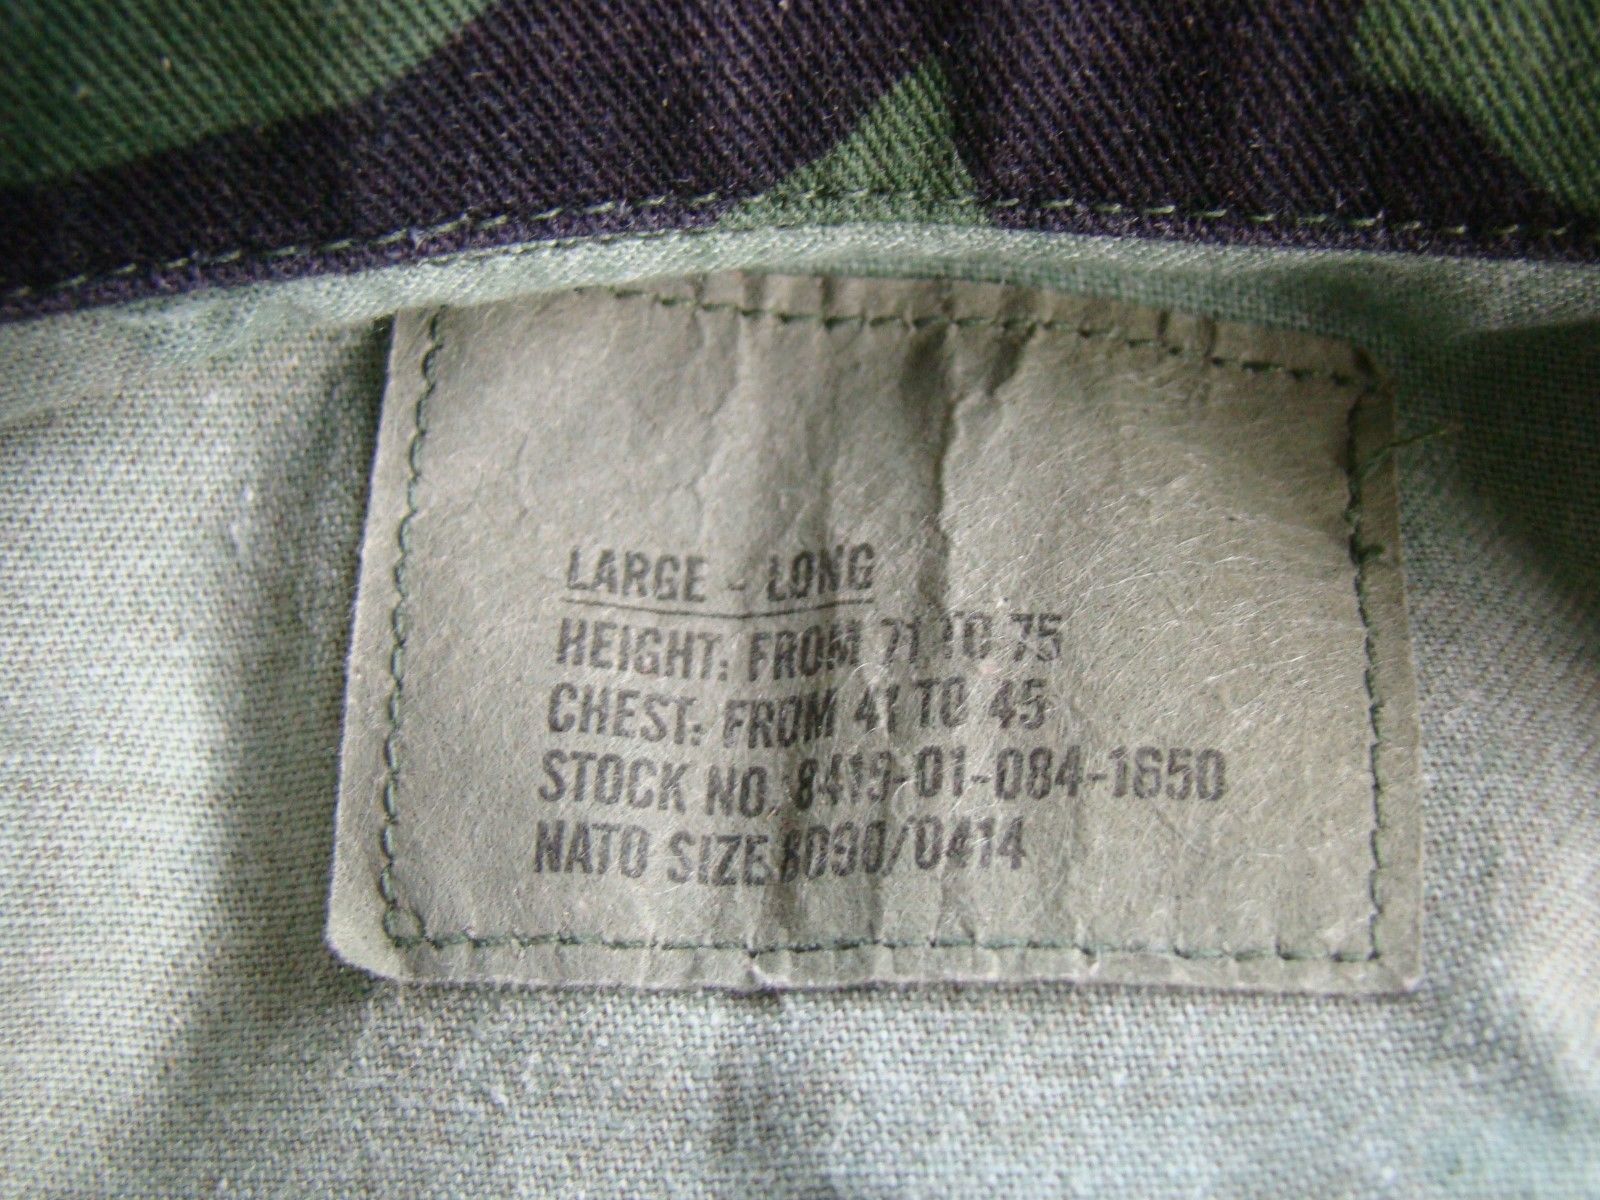 LARGE - LONG
HEIGHT: FROM 71 TO 75
CHEST: FROM 41 TO 45
STOCK NO. 8415-01-084-1650
NATO SIZE 8090/0414